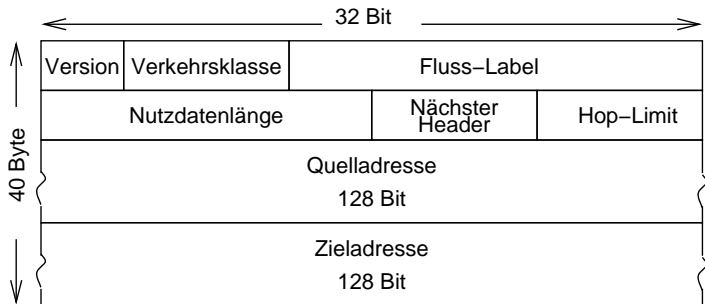 32 Bit
Version Verkehrsklasse Fluss−Label
Nutzdatenlänge Nächster Header Hop−Limit
40 Byte
Quelladresse
128 Bit
Zieladresse
128 Bit